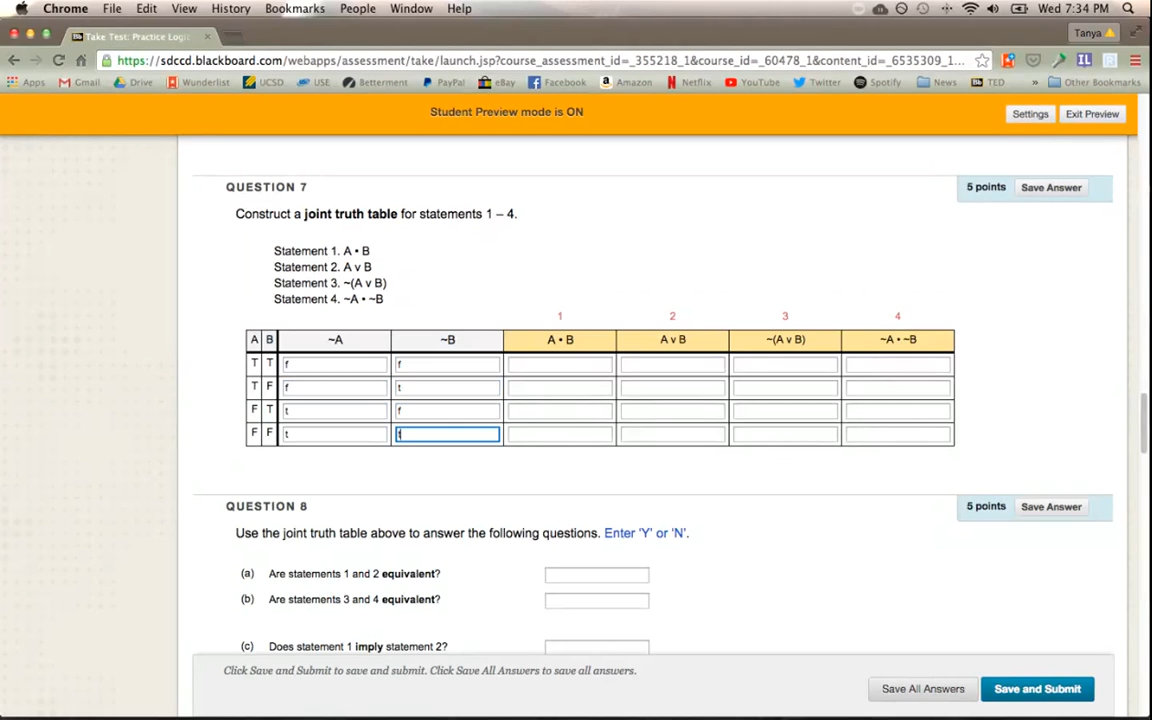 Chrome File Edit View History Bookmarks People Window Help Wed 7:34 PM
Take Test: Practice Logic Tanya
https://sdccd.blackboard.com/webapps/assessment/take/launch.jsp?course_assessment_id=_355218_1&course_id=_60478_1&content_id=_6535309_1...
Apps Gmail Drive Wunderlist UCSD USE Betterment PayPal eBay Facebook Amazon Netflix YouTube Twitter Spotify News TED » Other Bookmarks
Student Preview mode is ON Settings Exit Preview
QUESTION 7 5 points Save Answer
Construct a joint truth table for statements 1 – 4.
Statement 1. A • B
Statement 2. A v B
Statement 3. ~(A v B)
Statement 4. ~A • ~B
1 2 3 4
A B ~A ~B A • B A v B ~(A v B) ~A • ~B
T T f f
T F f t
F T t f
F F t t
QUESTION 8 5 points Save Answer
Use the joint truth table above to answer the following questions. Enter 'Y' or 'N'.
(a) Are statements 1 and 2 equivalent?
(b) Are statements 3 and 4 equivalent?
(c) Does statement 1 imply statement 2?
Click Save and Submit to save and submit. Click Save All Answers to save all answers.
Save All Answers Save and Submit